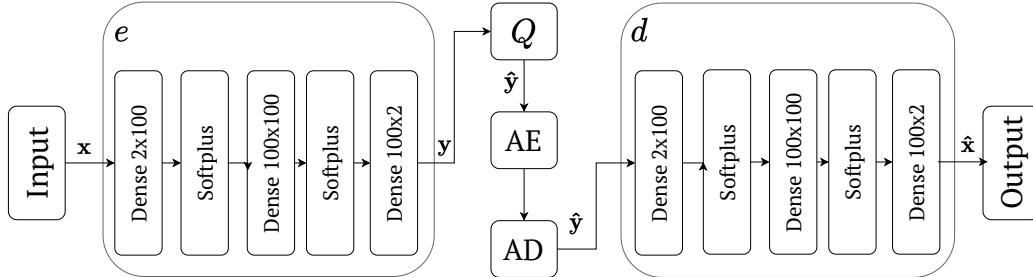 Input
x
e
Dense 2x100
Softplus
Dense 100x100
Softplus
Dense 100x2
y
Q
ŷ
AE
AD
ŷ
d
Dense 2x100
Softplus
Dense 100x100
Softplus
Dense 100x2
x̂
Output